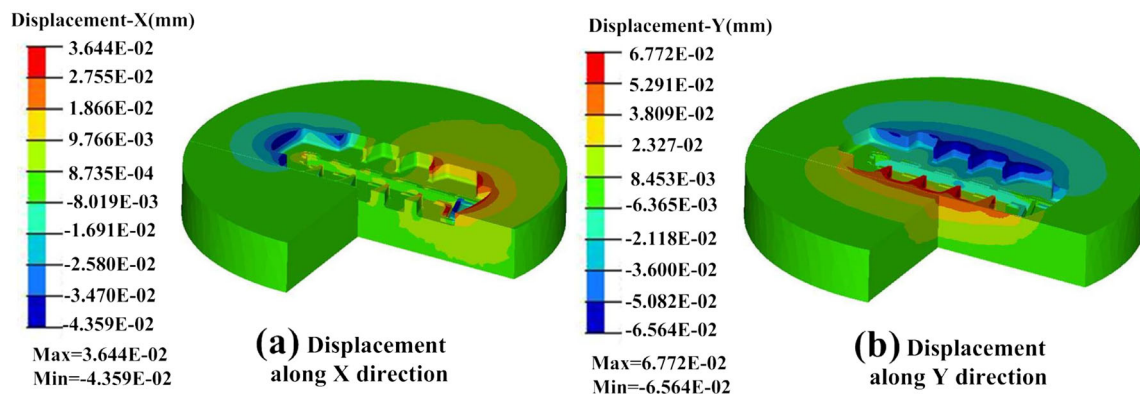 Displacement-X(mm)
3.644E-02
2.755E-02
1.866E-02
9.766E-03
8.735E-04
-8.019E-03
-1.691E-02
-2.580E-02
-3.470E-02
-4.359E-02
Max=3.644E-02
Min=-4.359E-02
(a) Displacement
along X direction
Displacement-Y(mm)
6.772E-02
5.291E-02
3.809E-02
2.327-02
8.453E-03
-6.365E-03
-2.118E-02
-3.600E-02
-5.082E-02
-6.564E-02
Max=6.772E-02
Min=-6.564E-02
(b) Displacement
along Y direction